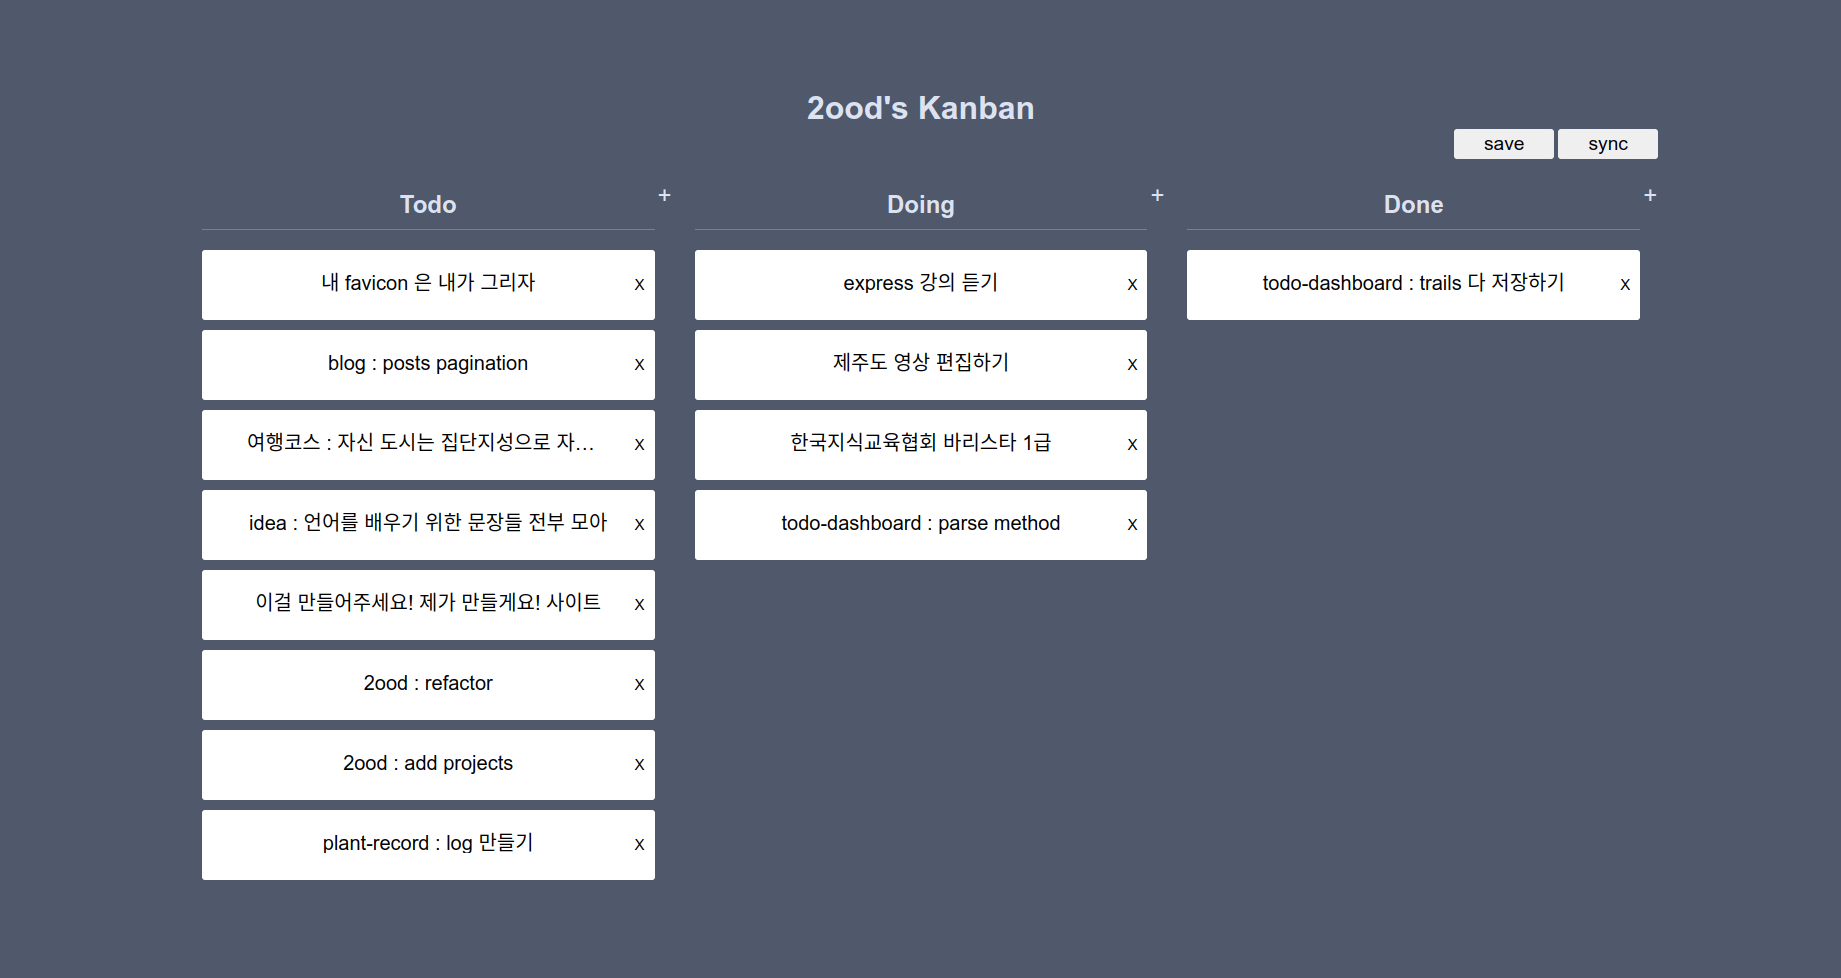 2ood's Kanban
save sync
Todo +
내 favicon 은 내가 그리자 X
blog : posts pagination X
여행코스 : 자신 도시는 집단지성으로 자... X
idea : 언어를 배우기 위한 문장들 전부 모아 X
이걸 만들어주세요! 제가 만들게요! 사이트 X
2ood : refactor X
2ood : add projects X
plant-record : log 만들기 X
Doing +
express 강의 듣기 X
제주도 영상 편집하기 X
한국지식교육협회 바리스타 1급 X
todo-dashboard : parse method X
Done +
todo-dashboard : trails 다 저장하기 X